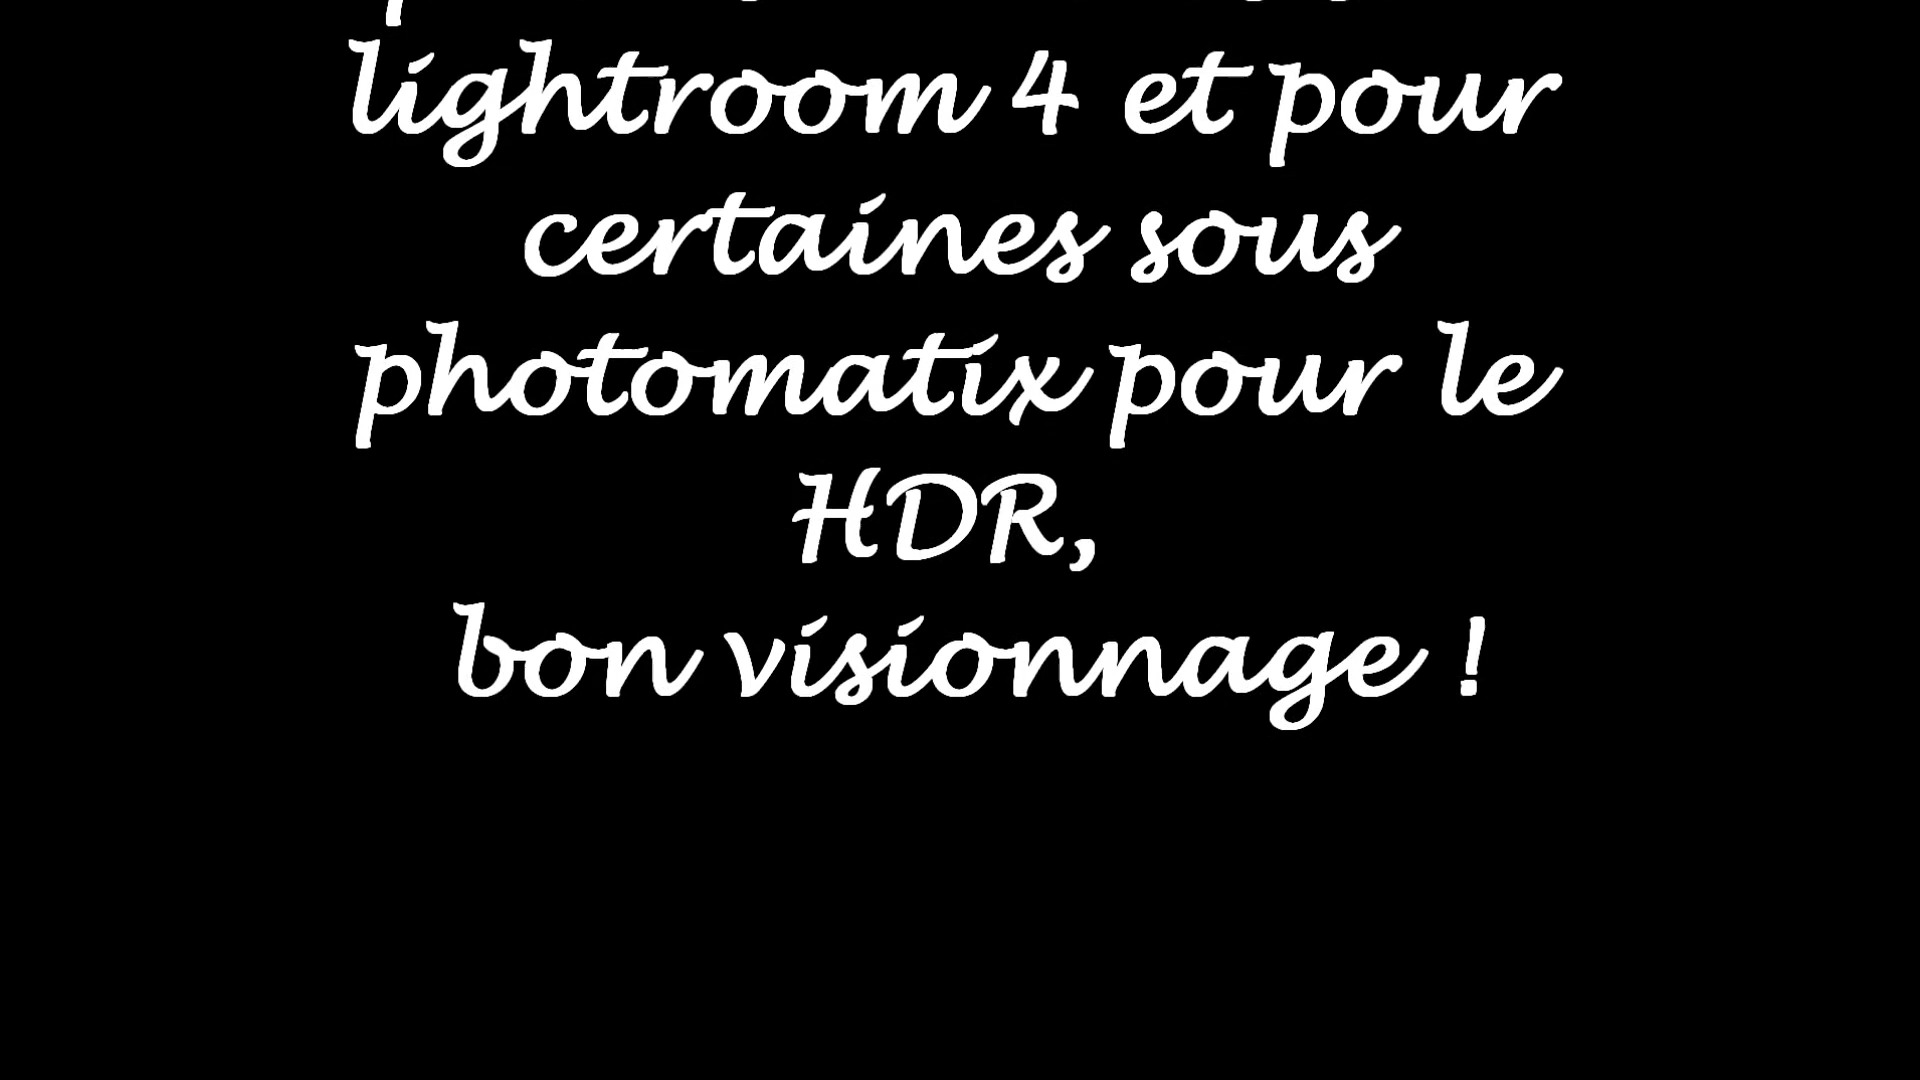 lightroom 4 et pour
certaines sous
photomatix pour le
HDR,
bon visionnage !